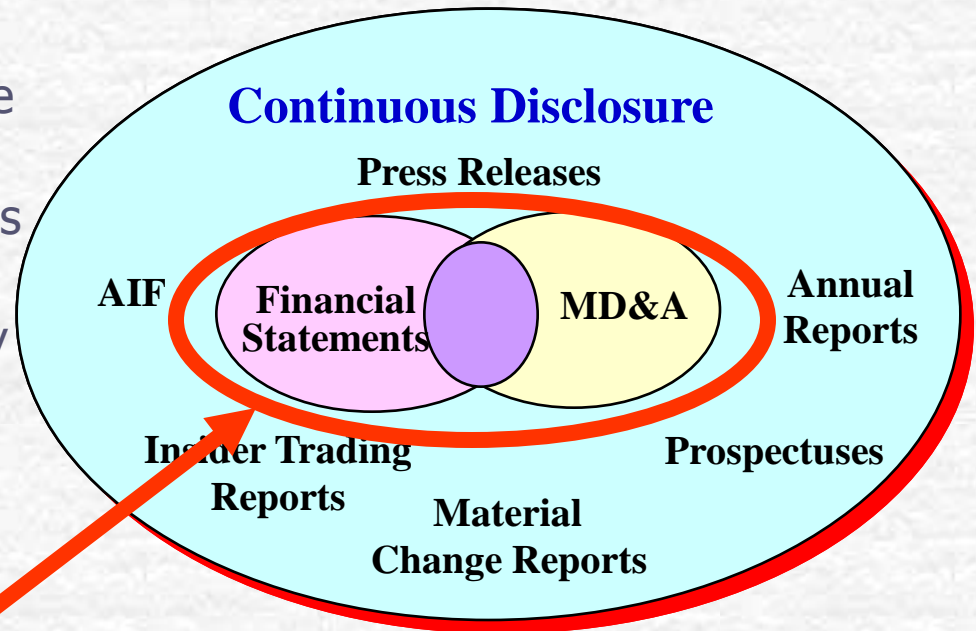 Continuous Disclosure
Press Releases
AIF
Financial
Statements
MD&A
Annual
Reports
Insider Trading
Reports
Prospectuses
Material
Change Reports